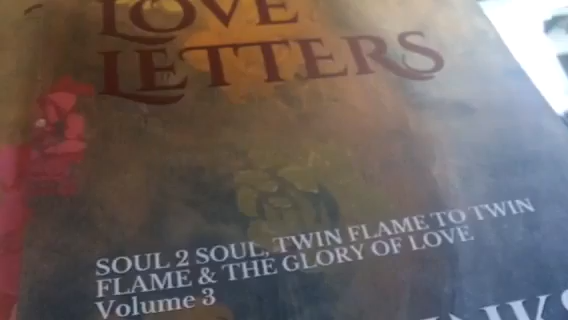 LOVE
LETTERS
SOUL 2 SOUL, TWIN FLAME TO TWIN
FLAME & THE GLORY OF LOVE
Volume 3